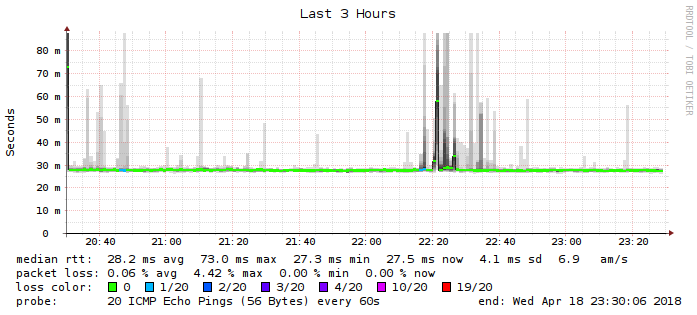 Last 3 Hours
RRDTOOL / TOBI OETIKER
Seconds
80 m
70 m
60 m
50 m
40 m
30 m
20 m
10 m
0
20:40 21:00 21:20 21:40 22:00 22:20 22:40 23:00 23:20
median rtt: 28.2 ms avg 73.0 ms max 27.3 ms min 27.5 ms now 4.1 ms sd 6.9 am/s
packet loss: 0.06 % avg 4.42 % max 0.00 % min 0.00 % now
loss color: 0 1/20 2/20 3/20 4/20 10/20 19/20
probe: 20 ICMP Echo Pings (56 Bytes) every 60s end: Wed Apr 18 23:30:06 2018